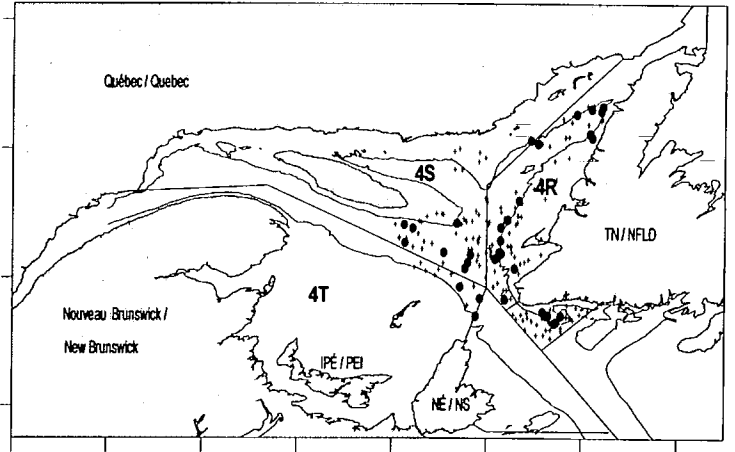 Québec / Quebec
4S
4R
TN / NFLD
4T
Nouveau Brunswick /
New Brunswick
IPÉ / PEI
NÉ / NS